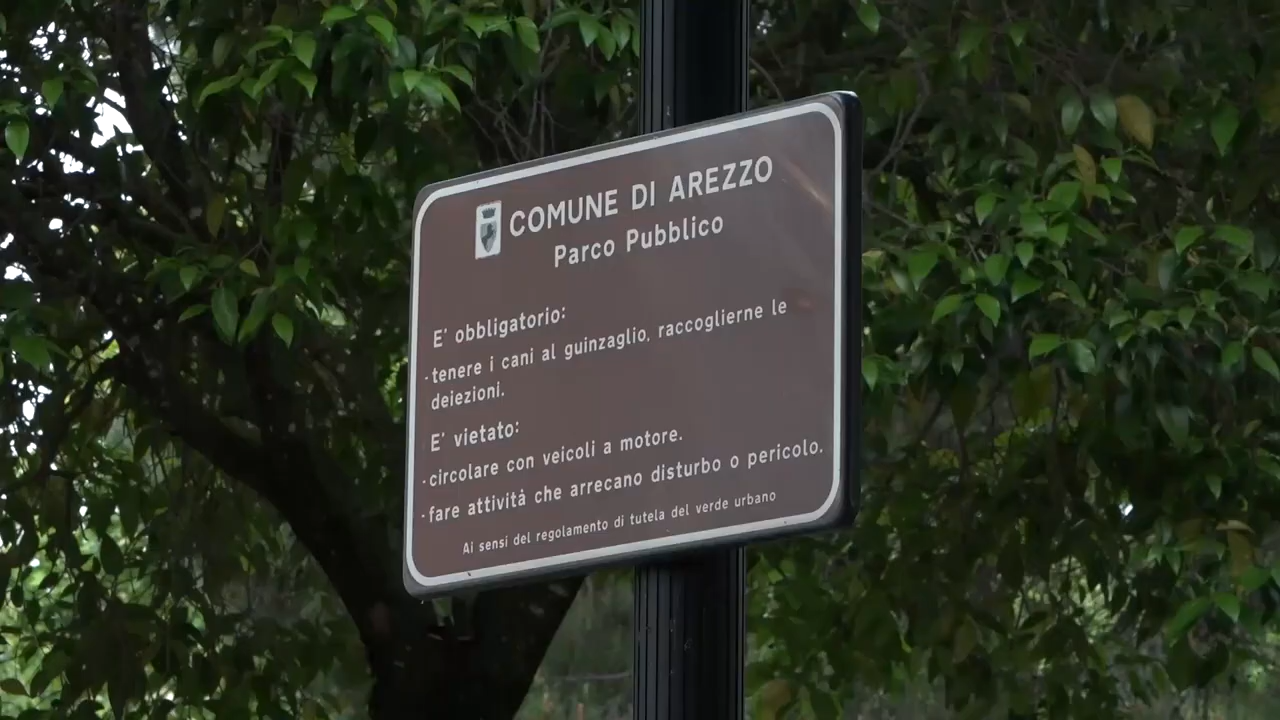 COMUNE DI AREZZO
Parco Pubblico
E' obbligatorio:
-tenere i cani al guinzaglio, raccoglierne le
deiezioni.
E' vietato:
-circolare con veicoli a motore.
-fare attività che arrecano disturbo o pericolo.
Ai sensi del regolamento di tutela del verde urbano